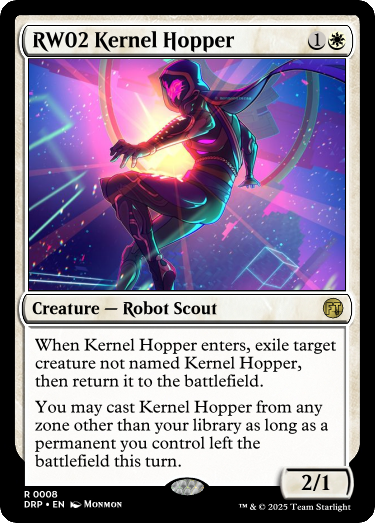 RW02 Kernel Hopper 1
Creature — Robot Scout FT
When Kernel Hopper enters, exile target
creature not named Kernel Hopper,
then return it to the battlefield.
You may cast Kernel Hopper from any
zone other than your library as long as a
permanent you control left the
battlefield this turn.
2/1
R 0008
DRP • EN Monmon
™ & © 2025 Team Starlight